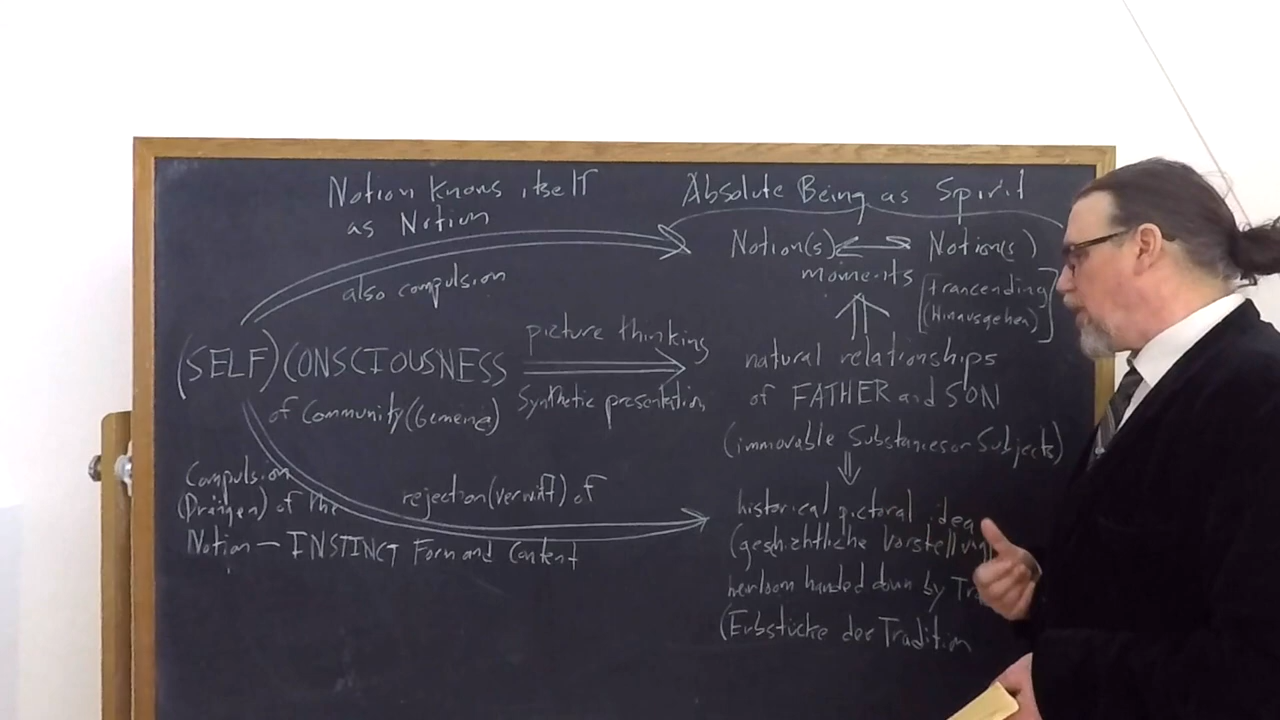 Notion knows itself
as Notion
Absolute Being as Spirit
Notion(s) Notion(s)
moments
[trancending
(Hinausgehen)]
also compulsion
(SELF)CONSCIOUSNESS
of Community (Gemeine)
picture thinking
Synthetic presentation
natural relationships
of FATHER and SON
(immovable Substances or Subjects)
Compulsion
(Drängen) of the
Notion — INSTINCT
rejection (verwirft) of
Form and Content
historical pictoral idea
(geschichtliche Vorstellung
heirloom handed down by
(Erbstücke der Tradition